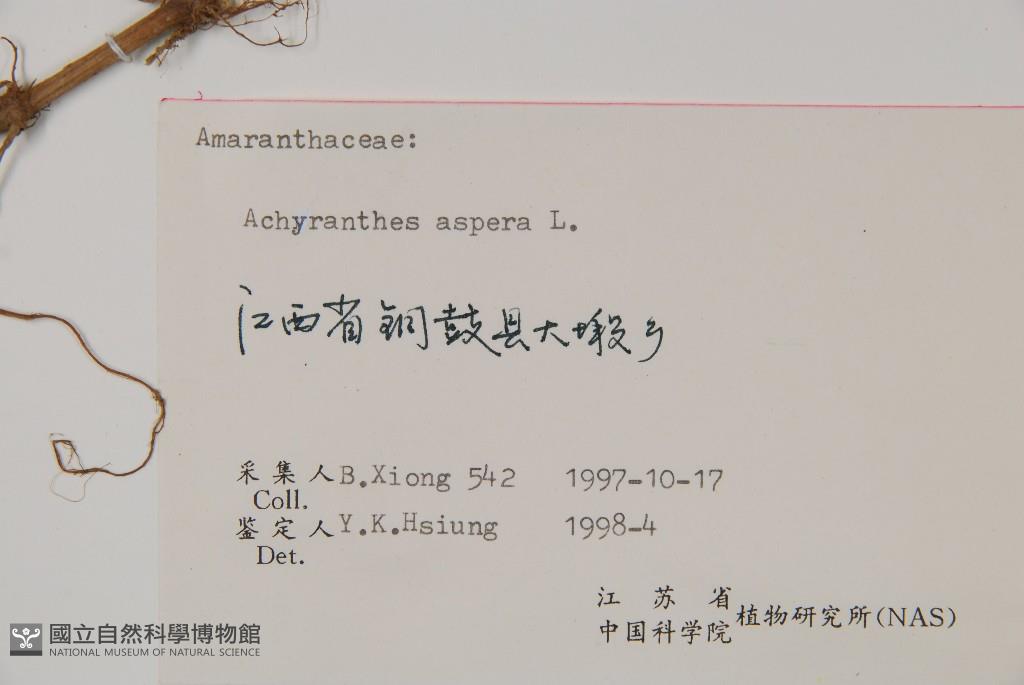 Amaranthaceae:
Achyranthes aspera L.
江西省铜鼓县大塅乡
采集人 B.Xiong 542 1997-10-17
Coll.
鉴定人 Y.K.Hsiung 1998-4
Det.
江苏省
中国科学院 植物研究所(NAS)
國立自然科學博物館
NATIONAL MUSEUM OF NATURAL SCIENCE